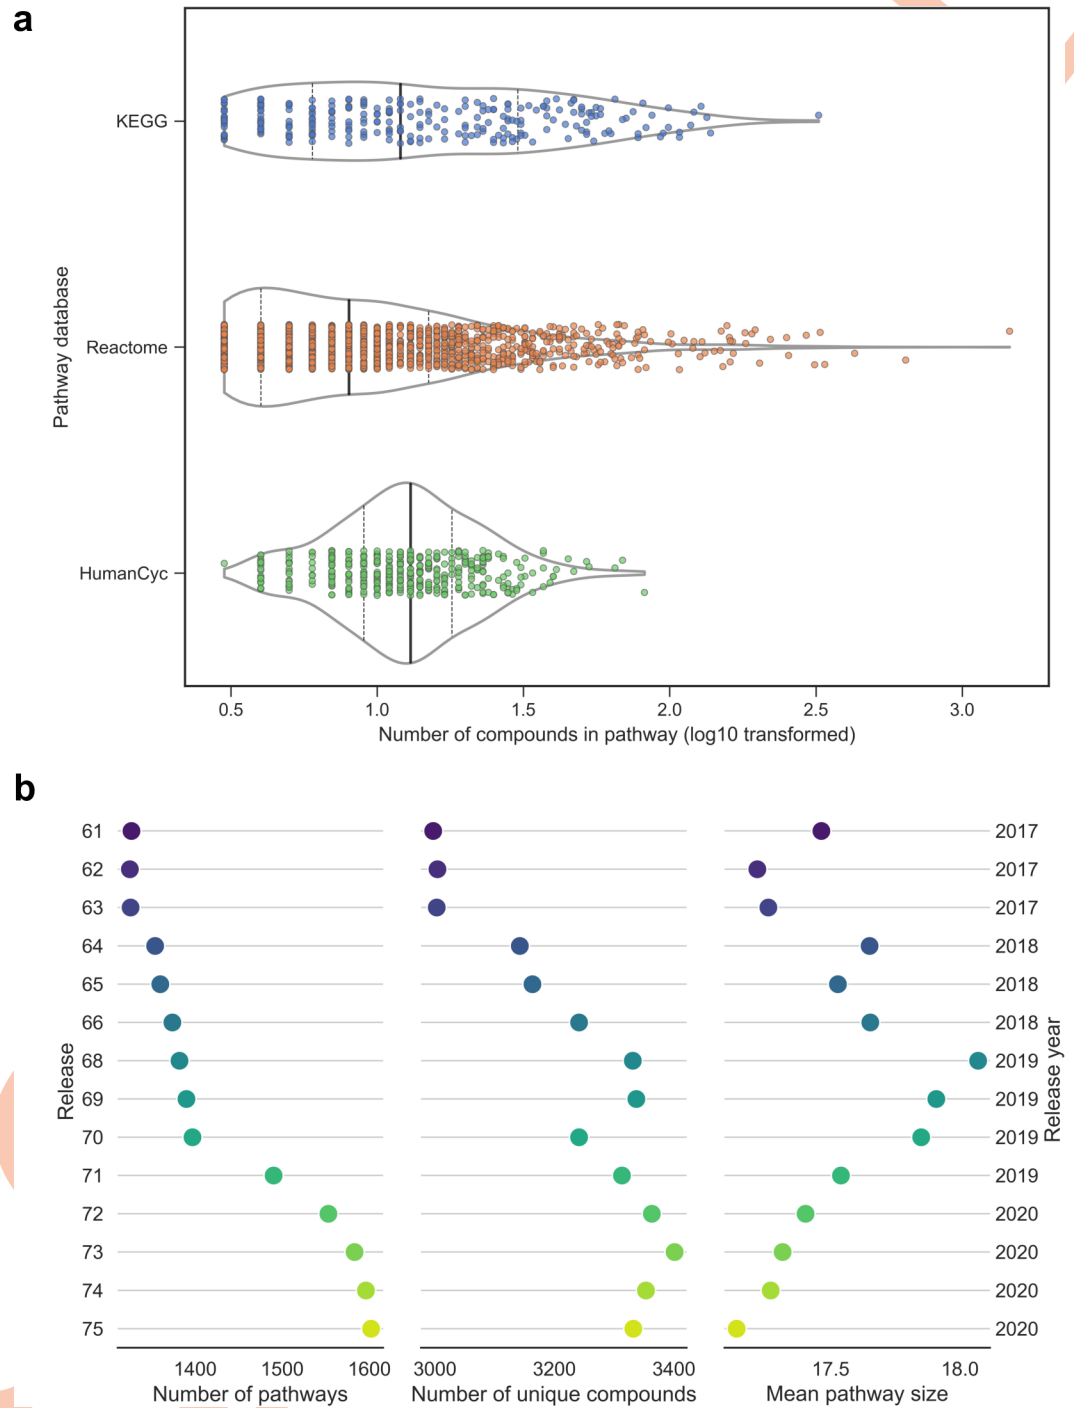 a
Pathway database
KEGG
Reactome
HumanCyc
0.5 1.0 1.5 2.0 2.5 3.0
Number of compounds in pathway (log10 transformed)
b
Release
Release year
61 2017
62 2017
63 2017
64 2018
65 2018
66 2018
68 2019
69 2019
70 2019
71 2019
72 2020
73 2020
74 2020
75 2020
1400 1500 1600 3000 3200 3400 17.5 18.0
Number of pathways Number of unique compounds Mean pathway size